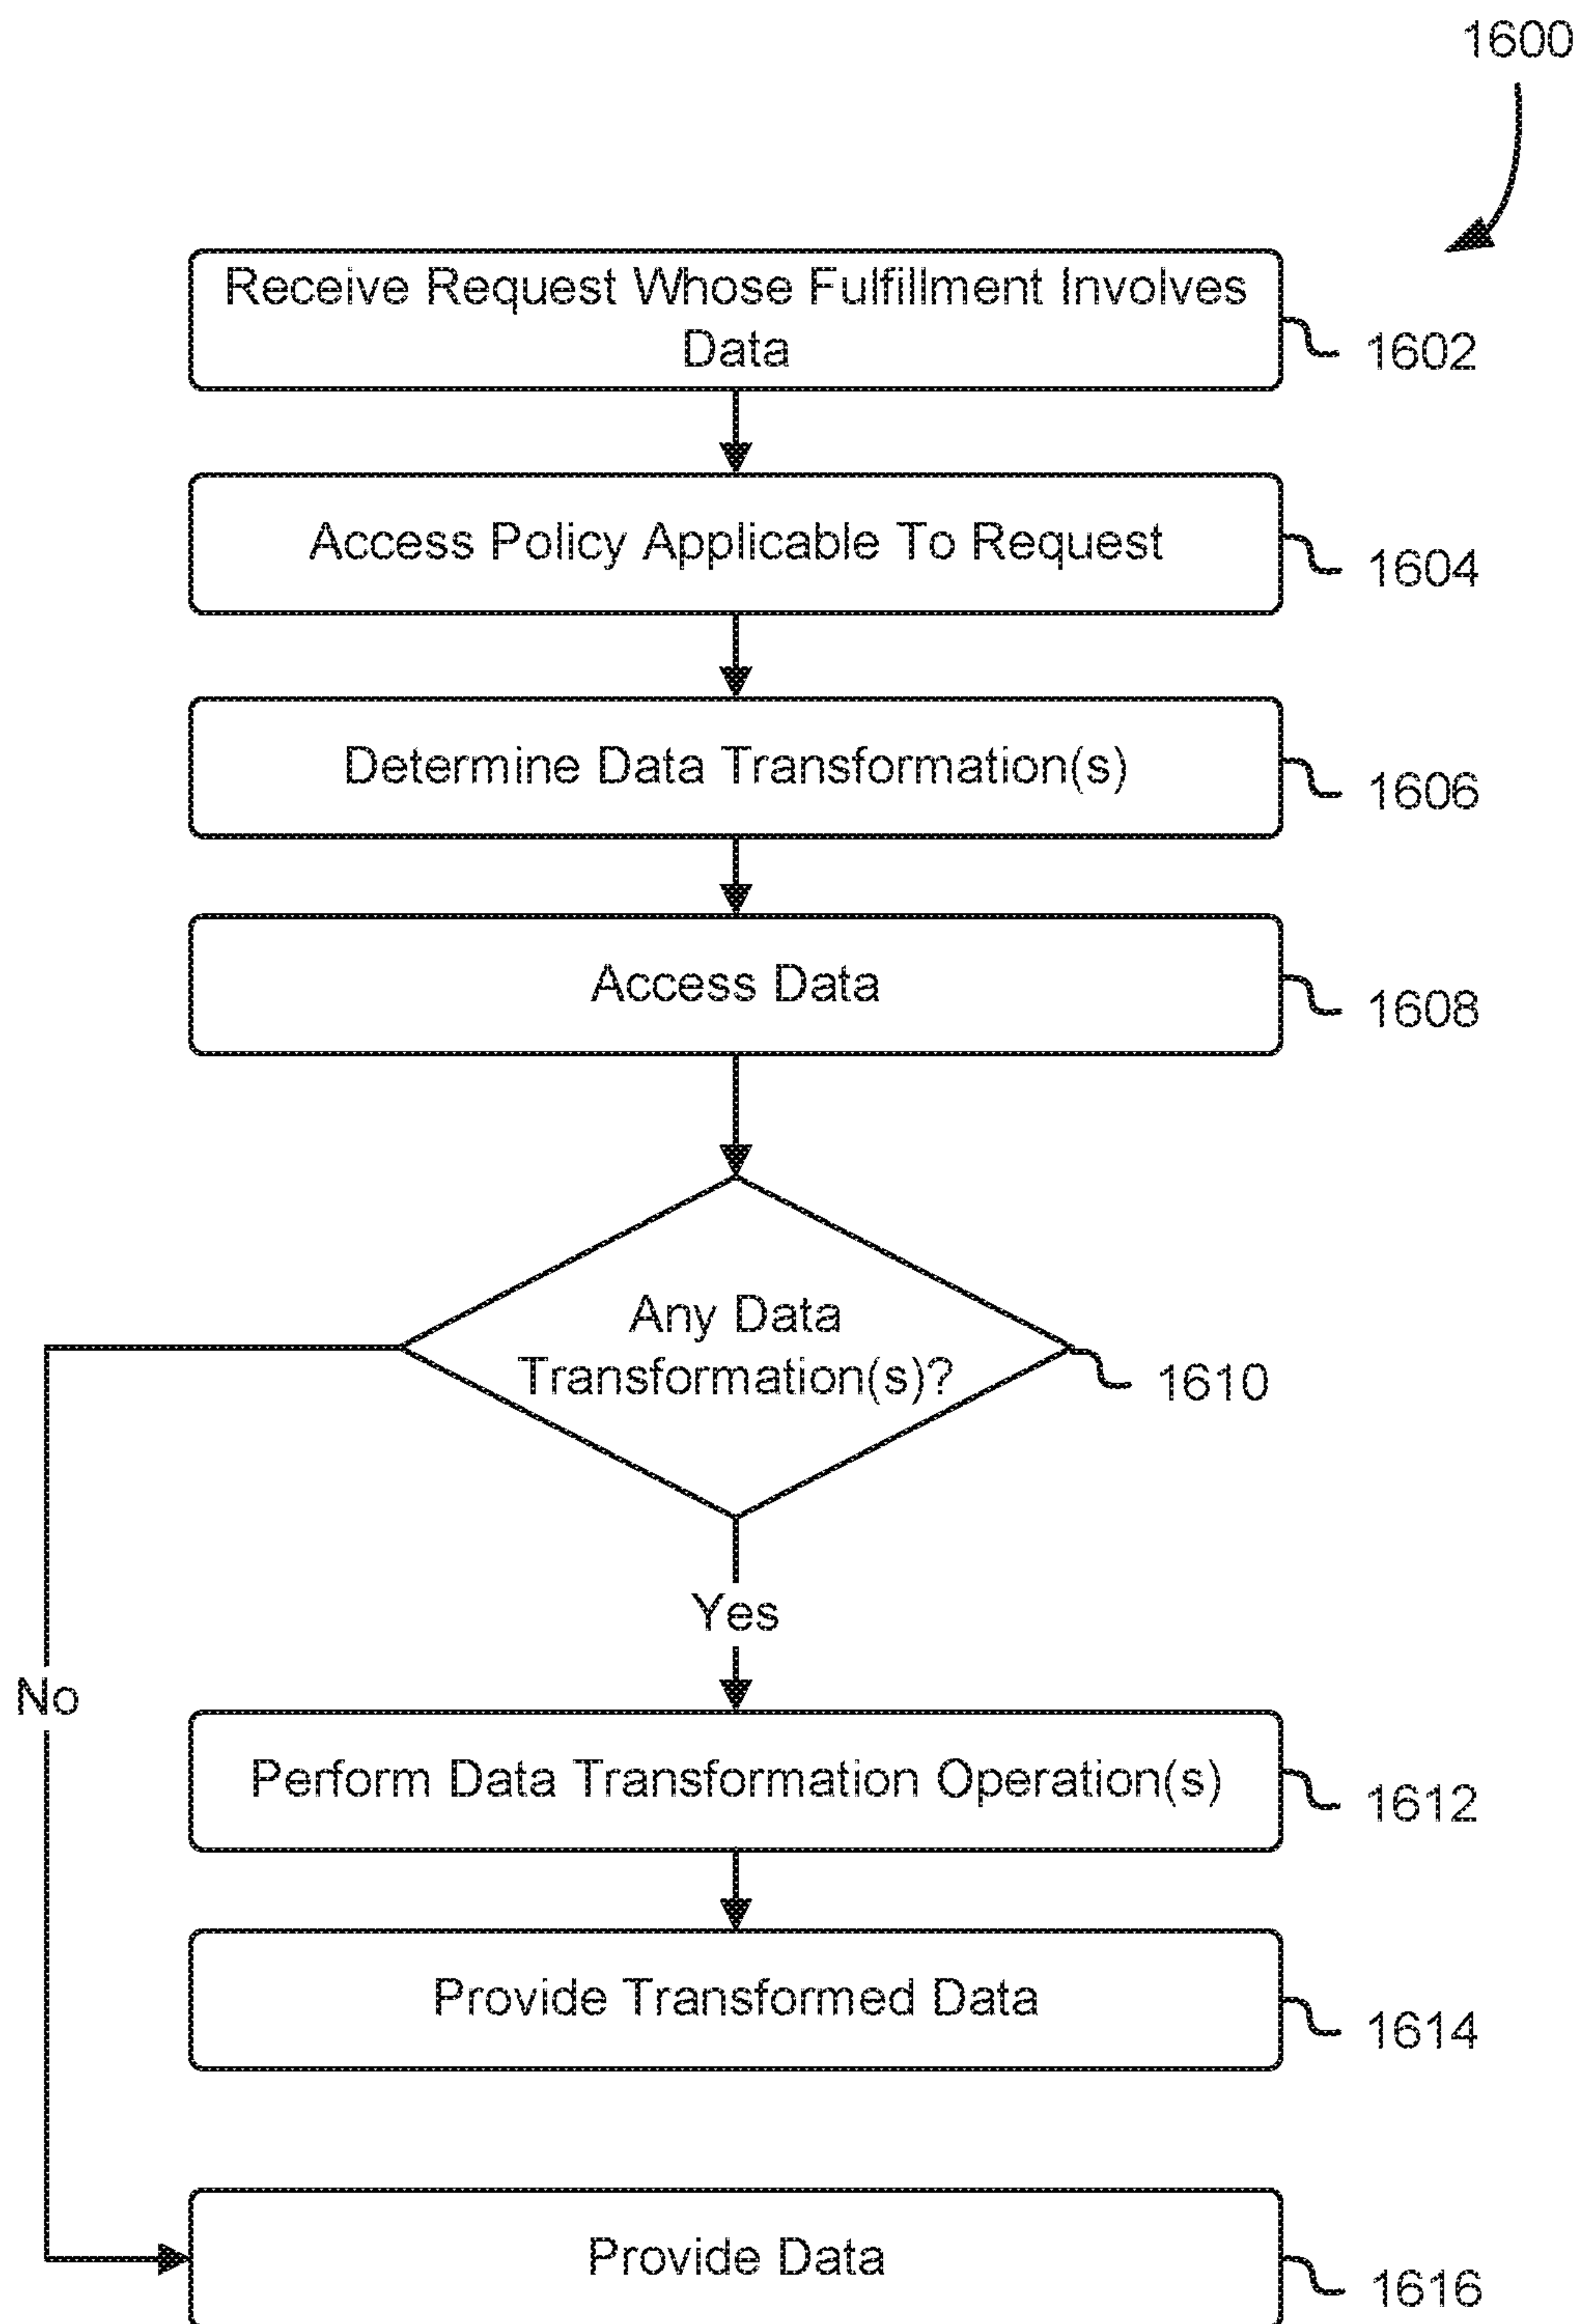 1600
Receive Request Whose Fulfillment Involves
Data
1602
Access Policy Applicable To Request
1604
Determine Data Transformation(s)
1606
Access Data
1608
Any Data
Transformation(s)?
1610
Yes
No
Perform Data Transformation Operation(s)
1612
Provide Transformed Data
1614
Provide Data
1616